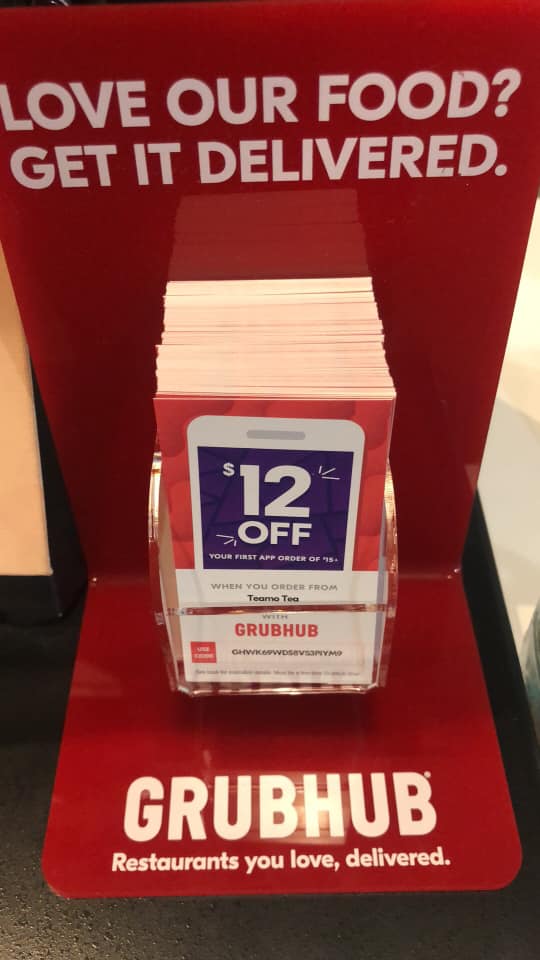 LOVE OUR FOOD?
GET IT DELIVERED.
$12
OFF
YOUR FIRST APP ORDER OF $15+
WHEN YOU ORDER FROM
Teamo Tea
WITH
GRUBHUB
USE
CODE
GRUBHUB
Restaurants you love, delivered.